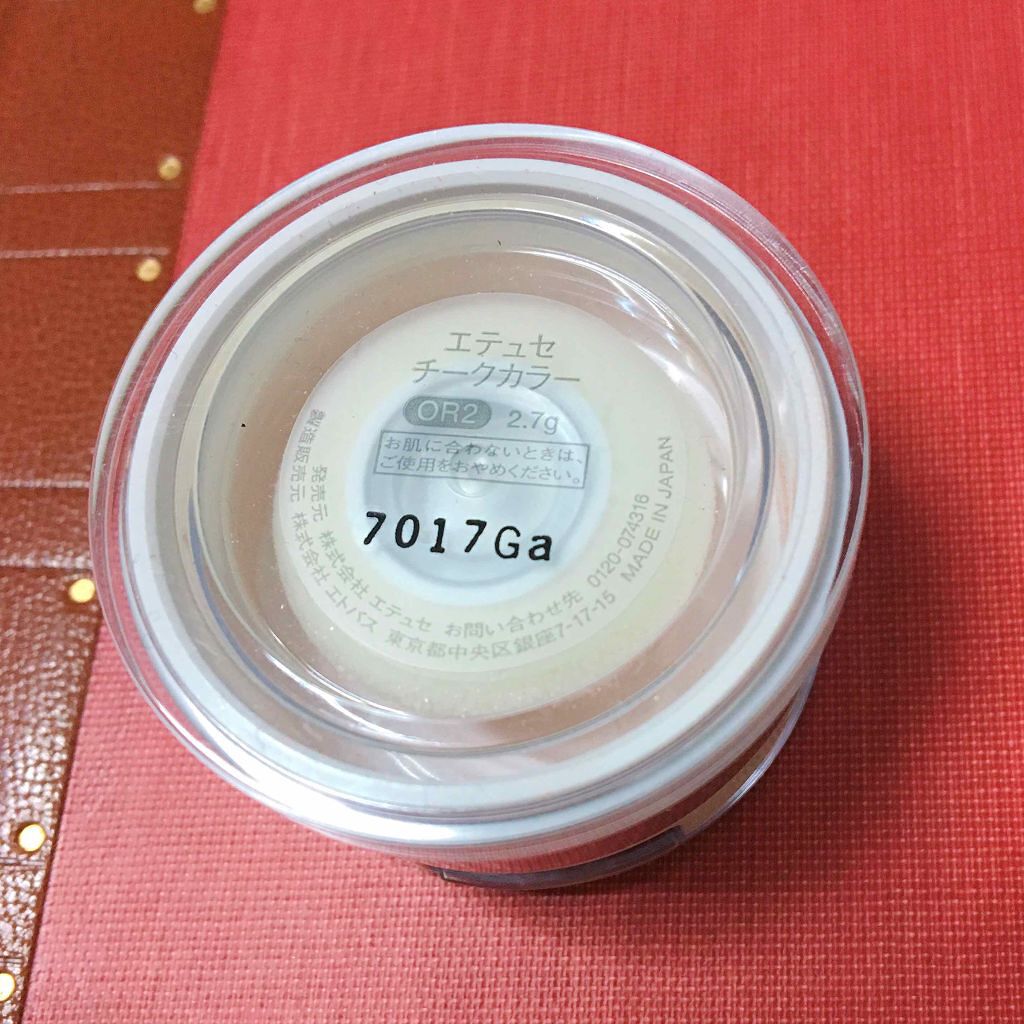 エテュセ
チークカラー
OR2 2.7g
お肌に合わないときは、
ご使用をおやめください。
7017Ga
発売元 株式会社 エテュセ お問い合わせ先 0120-074316
製造販売元 株式会社 エトバス 東京都中央区銀座7-17-15 MADE IN JAPAN